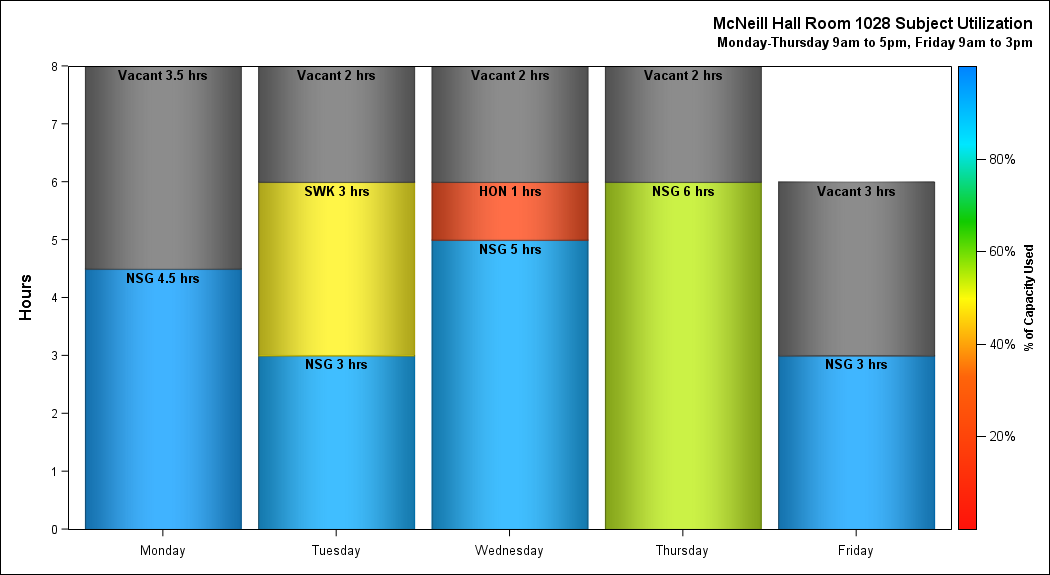 McNeill Hall Room 1028 Subject Utilization
Monday-Thursday 9am to 5pm, Friday 9am to 3pm
8
7
6
5
4
3
2
1
0
Hours
Vacant 3.5 hrs
NSG 4.5 hrs
Vacant 2 hrs
SWK 3 hrs
NSG 3 hrs
Vacant 2 hrs
HON 1 hrs
NSG 5 hrs
Vacant 2 hrs
NSG 6 hrs
Vacant 3 hrs
NSG 3 hrs
Monday
Tuesday
Wednesday
Thursday
Friday
80%
60%
40%
20%
% of Capacity Used